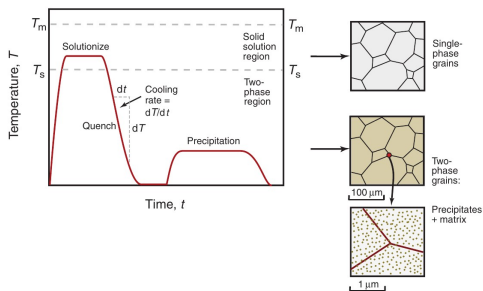 Temperature, T
Tm
Ts
Solutionize
Quench
dt
dT
Cooling
rate =
dT/dt
Solid
solution
region
Two-
phase
region
Precipitation
Tm
Ts
Time, t
Single-
phase
grains
Two-
phase
grains:
100 μm
Precipitates
+ matrix
1 μm